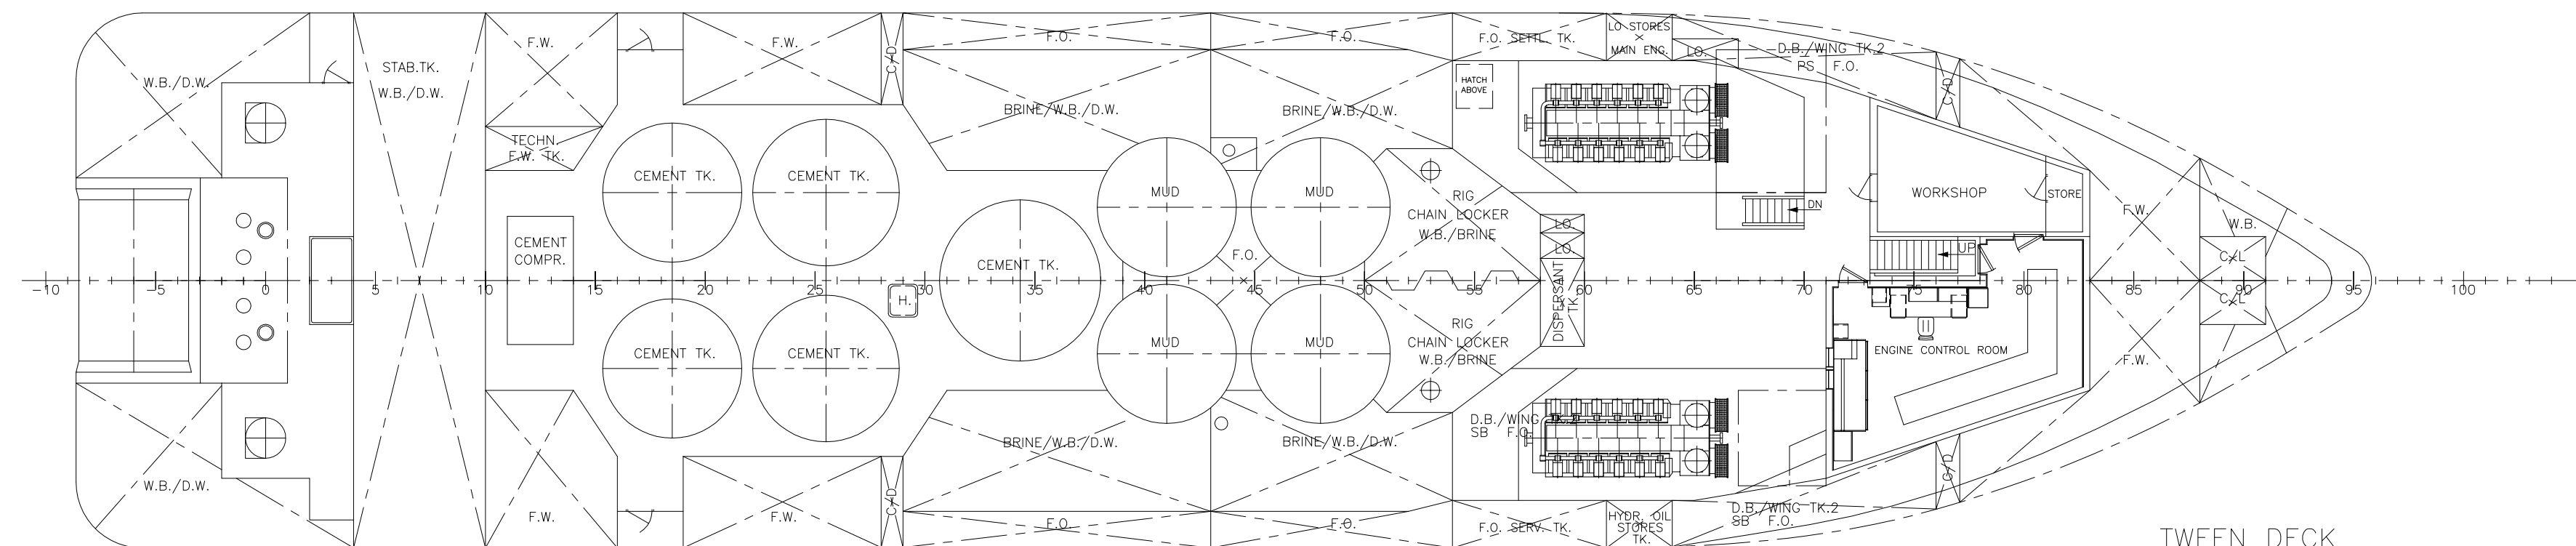 W.B./D.W.
STAB.TK.
W.B./D.W.
F.W.
F.W.
C/D
F.O.
F.O.
F.O. SETTL. TK.
LO STORES
MAIN ENG.
LO.
D.B./WING TK.2
PS F.O.
C/D
HATCH
ABOVE
BRINE/W.B./D.W.
BRINE/W.B./D.W.
TECHN.
F.W. TK.
CEMENT TK.
CEMENT TK.
MUD
MUD
RIG
CHAIN LOCKER
W.B./BRINE
LO.
LO.
DN
WORKSHOP
STORE
F.W.
W.B.
CEMENT
COMPR.
CEMENT TK.
F.O.
UP
C.L
-10 -5 0 5 10 15 20 25 30 35 40 45 50 55 60 65 70 75 80 85 90 95 100
H.
DISPERSANT
TK.
C.L
RIG
CHAIN LOCKER
W.B./BRINE
CEMENT TK.
CEMENT TK.
MUD
MUD
ENGINE CONTROL ROOM
F.W.
D.B./WING TK.2
SB F.O.
BRINE/W.B./D.W.
BRINE/W.B./D.W.
W.B./D.W.
F.W.
F.W.
C/D
F.O.
F.O.
F.O. SERV. TK.
HYDR. OIL
STORES
TK.
D.B./WING TK.2
SB F.O.
C/D
TWEEN DECK